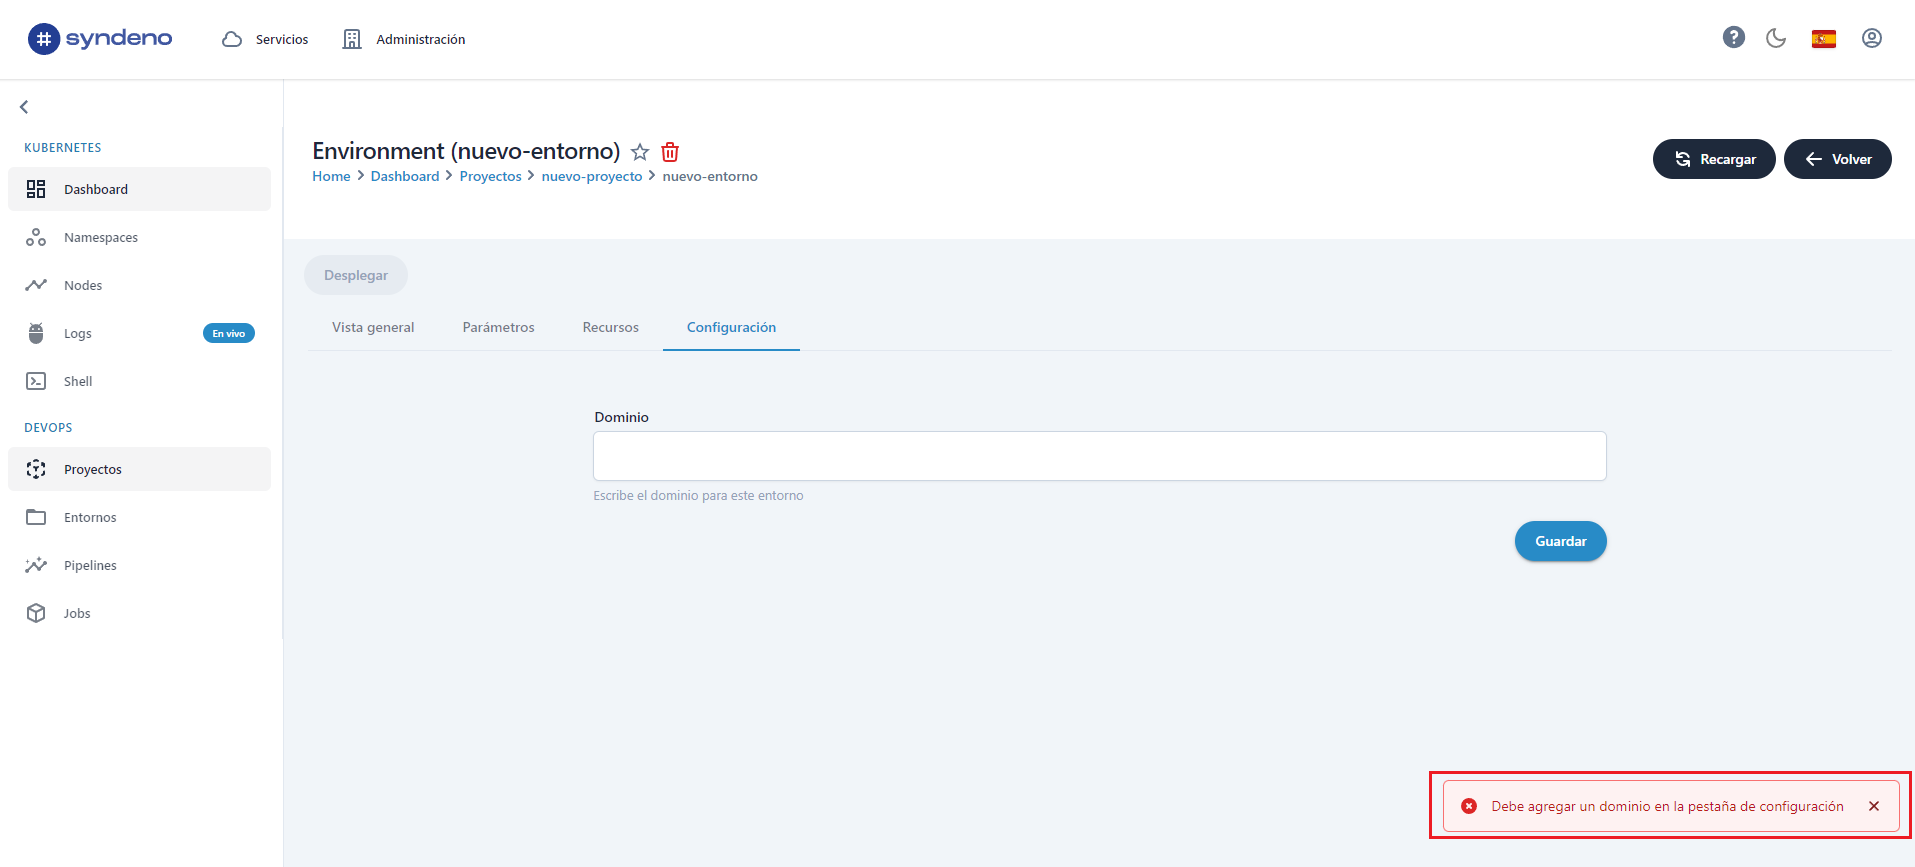 # syndeno
Servicios
Administración
?
KUBERNETES
Dashboard
Namespaces
Nodes
Logs
En vivo
Shell
DEVOPS
Proyectos
Entornos
Pipelines
Jobs
Environment (nuevo-entorno)
Home > Dashboard > Proyectos > nuevo-proyecto > nuevo-entorno
Recargar
Volver
Desplegar
Vista general
Parámetros
Recursos
Configuración
Dominio
Escribe el dominio para este entorno
Guardar
Debe agregar un dominio en la pestaña de configuración